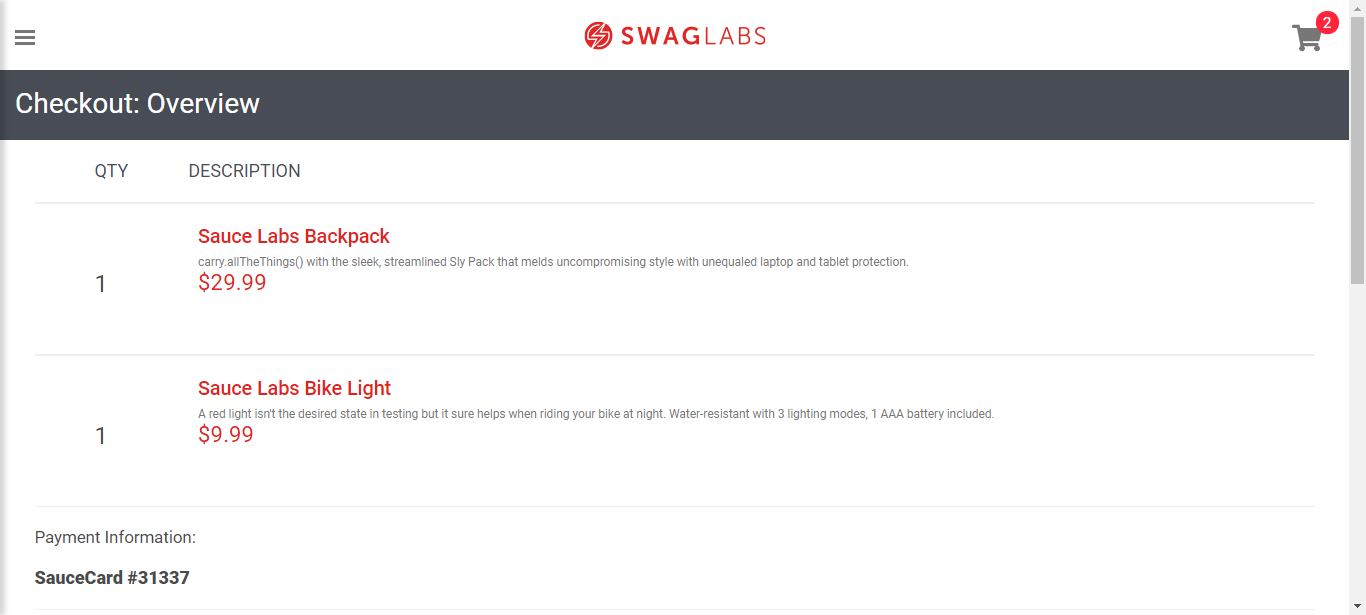 SWAGLABS
2
Checkout: Overview
QTY DESCRIPTION
Sauce Labs Backpack
carry.allTheThings() with the sleek, streamlined Sly Pack that melds uncompromising style with unequaled laptop and tablet protection.
1 $29.99
Sauce Labs Bike Light
A red light isn't the desired state in testing but it sure helps when riding your bike at night. Water-resistant with 3 lighting modes, 1 AAA battery included.
1 $9.99
Payment Information:
SauceCard #31337